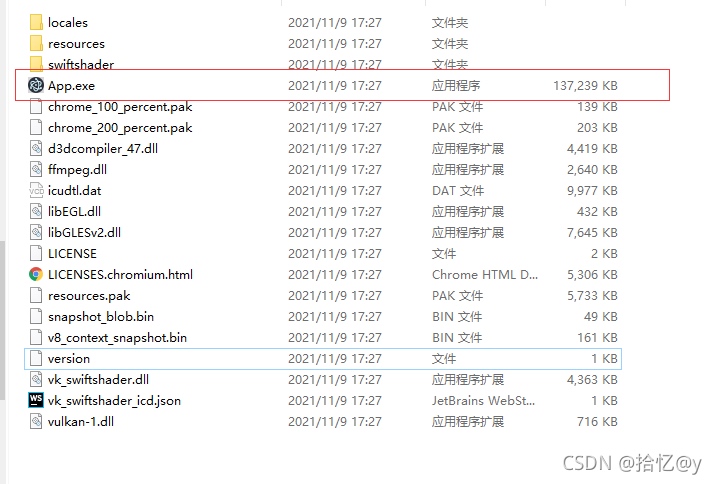 locales 2021/11/9 17:27 文件夹
resources 2021/11/9 17:27 文件夹
swiftshader 2021/11/9 17:27 文件夹
App.exe 2021/11/9 17:27 应用程序 137,239 KB
chrome_100_percent.pak 2021/11/9 17:27 PAK 文件 139 KB
chrome_200_percent.pak 2021/11/9 17:27 PAK 文件 203 KB
d3dcompiler_47.dll 2021/11/9 17:27 应用程序扩展 4,419 KB
ffmpeg.dll 2021/11/9 17:27 应用程序扩展 2,640 KB
icudtl.dat 2021/11/9 17:27 DAT 文件 9,977 KB
libEGL.dll 2021/11/9 17:27 应用程序扩展 432 KB
libGLESv2.dll 2021/11/9 17:27 应用程序扩展 7,645 KB
LICENSE 2021/11/9 17:27 文件 2 KB
LICENSES.chromium.html 2021/11/9 17:27 Chrome HTML D... 5,306 KB
resources.pak 2021/11/9 17:27 PAK 文件 5,733 KB
snapshot_blob.bin 2021/11/9 17:27 BIN 文件 49 KB
v8_context_snapshot.bin 2021/11/9 17:27 BIN 文件 161 KB
version 2021/11/9 17:27 文件 1 KB
vk_swiftshader.dll 2021/11/9 17:27 应用程序扩展 4,363 KB
WS vk_swiftshader_icd.json 2021/11/9 17:27 JetBrains WebSt... 1 KB
vulkan-1.dll 2021/11/9 17:27 应用程序扩展 716 KB
CSDN @拾忆@y